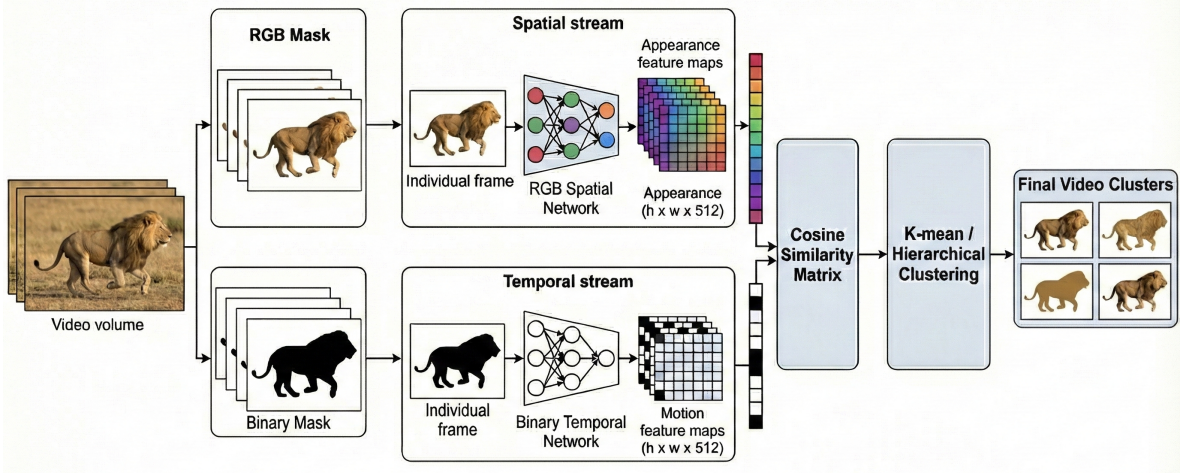 Video volume
RGB Mask
Binary Mask
Spatial stream
Individual frame
RGB Spatial
Network
Appearance
feature maps
Appearance
(h x w x 512)
Temporal stream
Individual
frame
Binary Temporal
Network
Motion
feature maps
(h x w x 512)
Cosine
Similarity
Matrix
K-mean /
Hierarchical
Clustering
Final Video Clusters